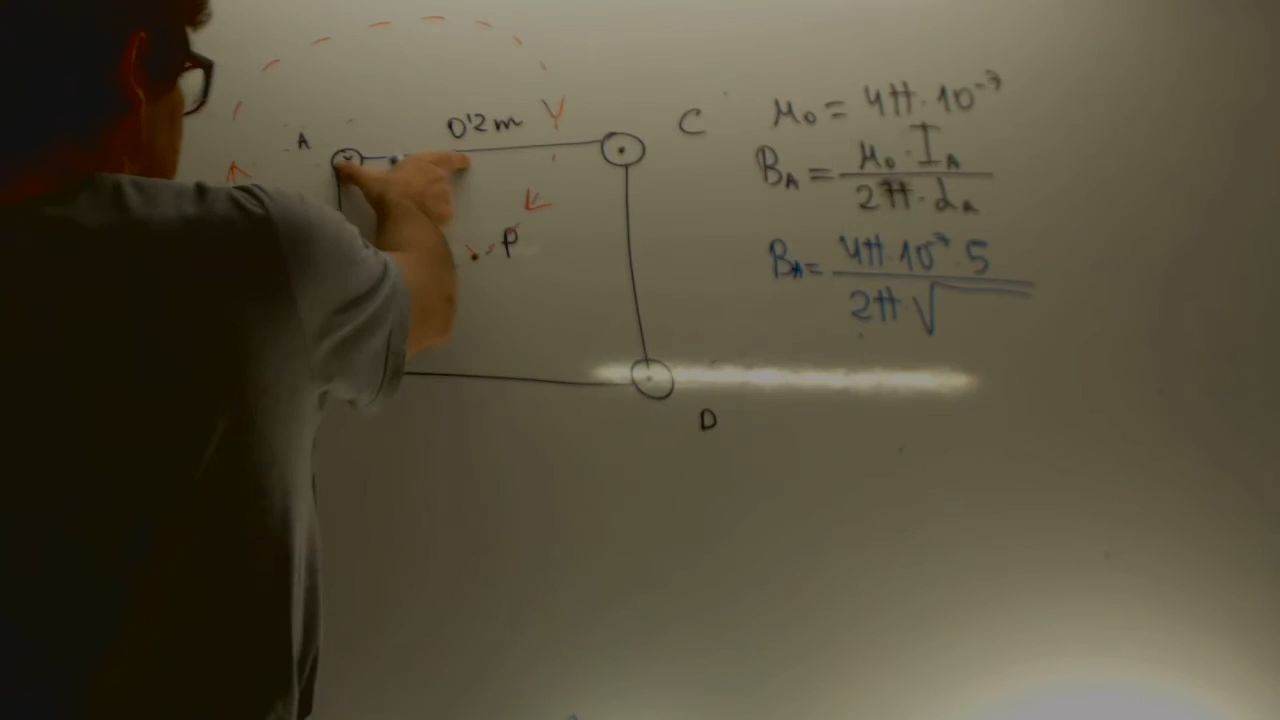 A
0'2 m
C
P
D
μ₀ = 4π · 10⁻⁷
B_A = μ₀ · I_A / 2π · d_A
B_A = 4π · 10⁻⁷ · 5 / 2π · √